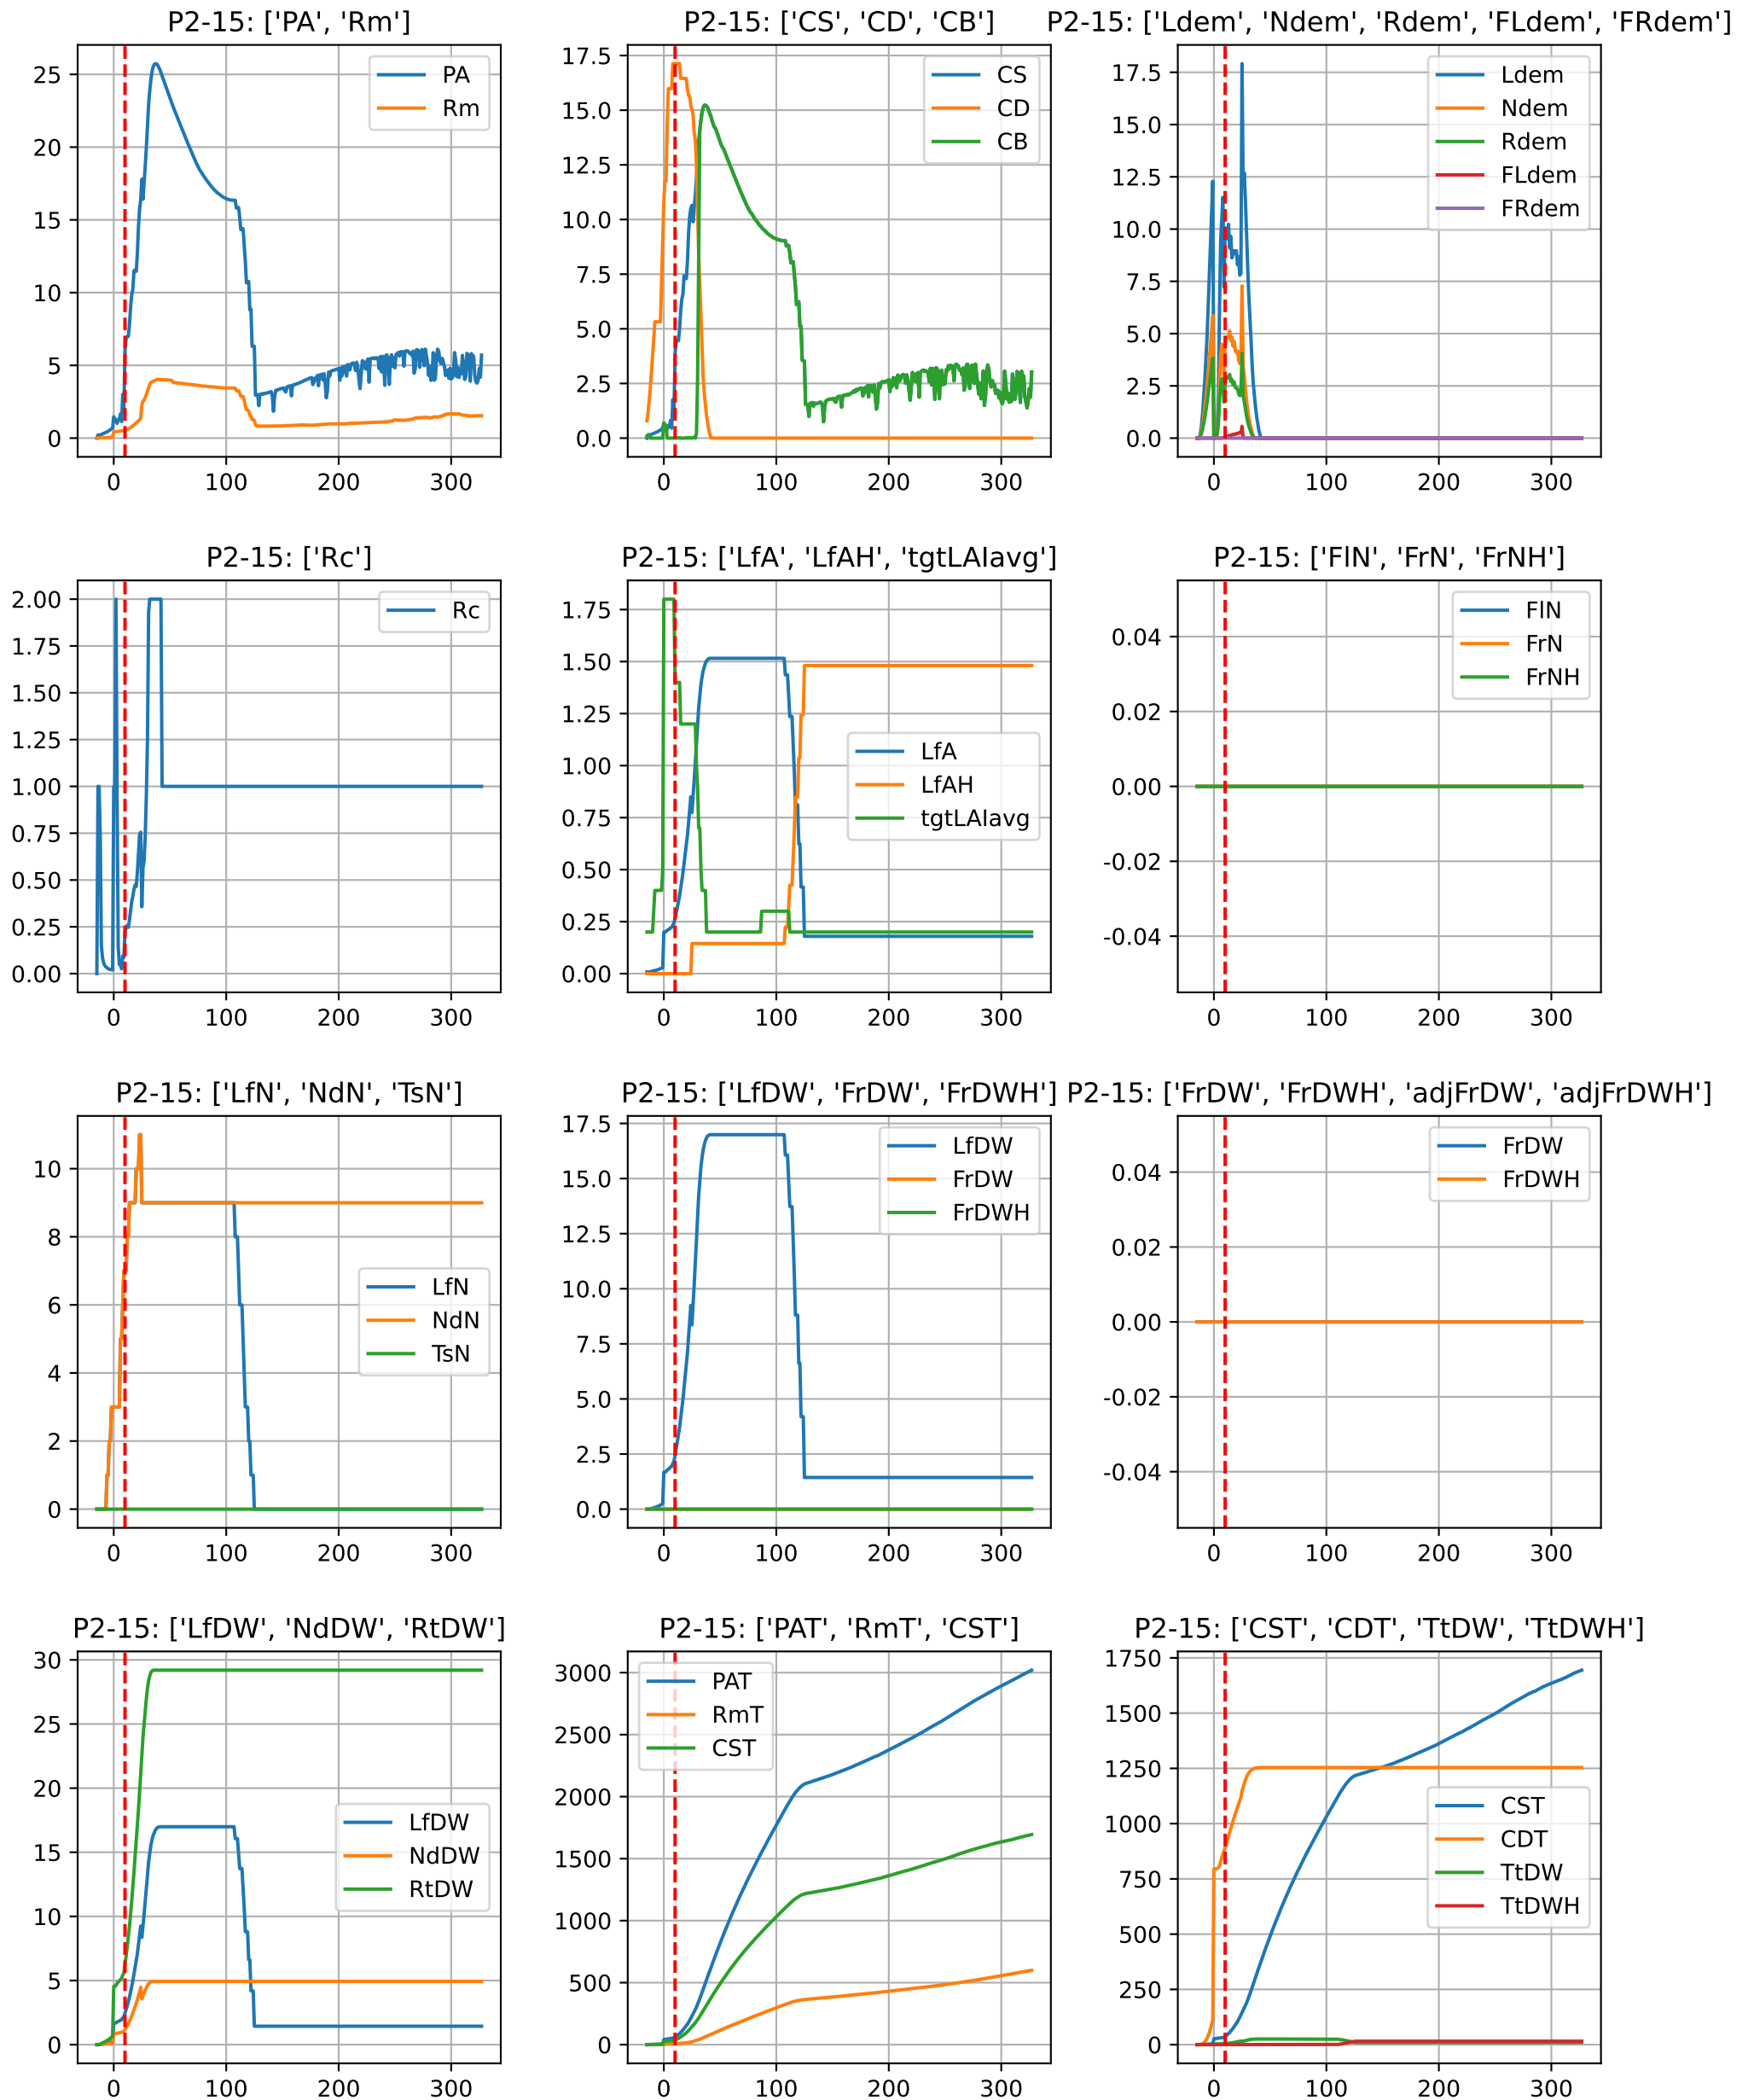 P2-15: ['PA', 'Rm']
25
20
15
10
5
0
0 100 200 300
PA
Rm
P2-15: ['CS', 'CD', 'CB']
17.5
15.0
12.5
10.0
7.5
5.0
2.5
0.0
0 100 200 300
CS
CD
CB
P2-15: ['Ldem', 'Ndem', 'Rdem', 'FLdem', 'FRdem']
17.5
15.0
12.5
10.0
7.5
5.0
2.5
0.0
0 100 200 300
Ldem
Ndem
Rdem
FLdem
FRdem
P2-15: ['Rc']
2.00
1.75
1.50
1.25
1.00
0.75
0.50
0.25
0.00
0 100 200 300
Rc
P2-15: ['LfA', 'LfAH', 'tgtLAIavg']
1.75
1.50
1.25
1.00
0.75
0.50
0.25
0.00
0 100 200 300
LfA
LfAH
tgtLAIavg
P2-15: ['FlN', 'FrN', 'FrNH']
0.04
0.02
0.00
-0.02
-0.04
0 100 200 300
FlN
FrN
FrNH
P2-15: ['LfN', 'NdN', 'TsN']
10
8
6
4
2
0
0 100 200 300
LfN
NdN
TsN
P2-15: ['LfDW', 'FrDW', 'FrDWH']
17.5
15.0
12.5
10.0
7.5
5.0
2.5
0.0
0 100 200 300
LfDW
FrDW
FrDWH
P2-15: ['FrDW', 'FrDWH', 'adjFrDW', 'adjFrDWH']
0.04
0.02
0.00
-0.02
-0.04
0 100 200 300
FrDW
FrDWH
P2-15: ['LfDW', 'NdDW', 'RtDW']
30
25
20
15
10
5
0
0 100 200 300
LfDW
NdDW
RtDW
P2-15: ['PAT', 'RmT', 'CST']
3000
2500
2000
1500
1000
500
0
0 100 200 300
PAT
RmT
CST
P2-15: ['CST', 'CDT', 'TtDW', 'TtDWH']
1750
1500
1250
1000
750
500
250
0
0 100 200 300
CST
CDT
TtDW
TtDWH